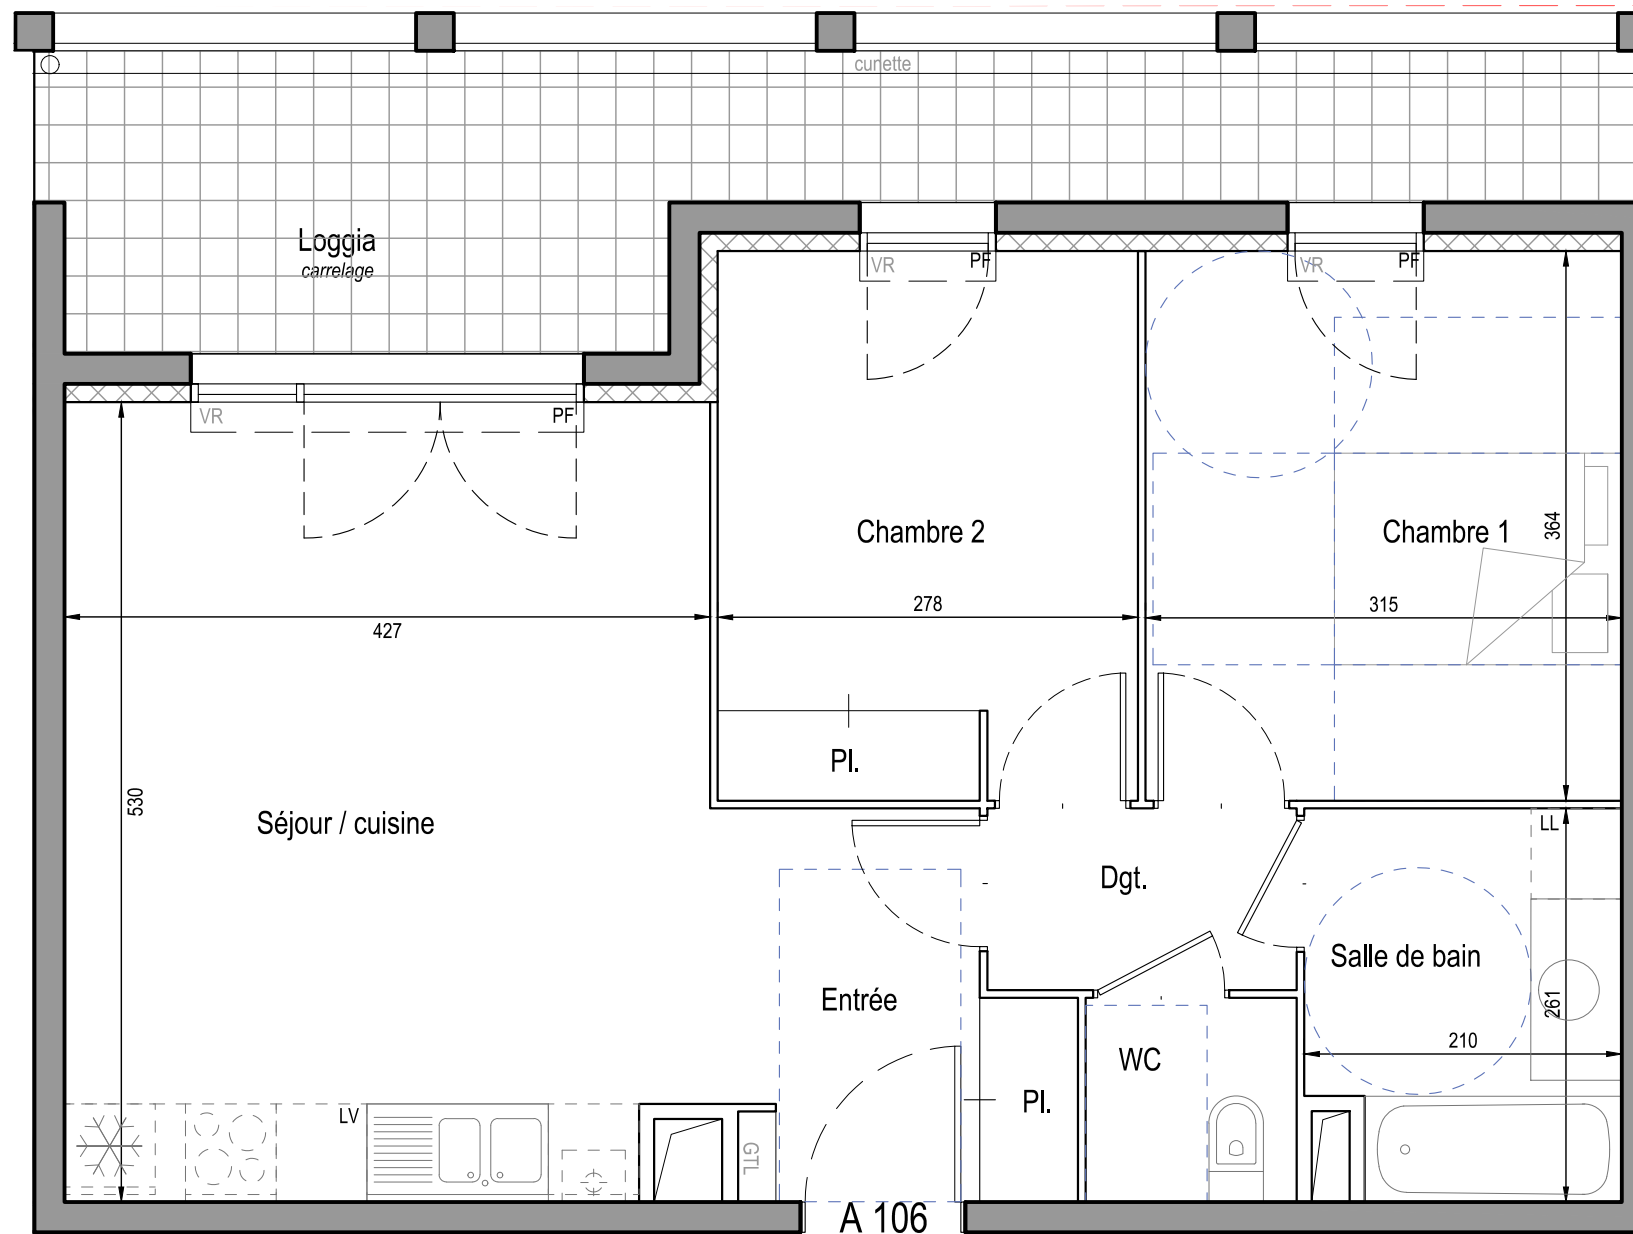 cunette
Loggia
carrelage
VR
PF
VR
PF
VR
PF
Chambre 2
Chambre 1
364
278
315
427
Pl.
530
Séjour / cuisine
LL
Dgt.
Salle de bain
Entrée
261
210
WC
LV
Pl.
GTL
A 106